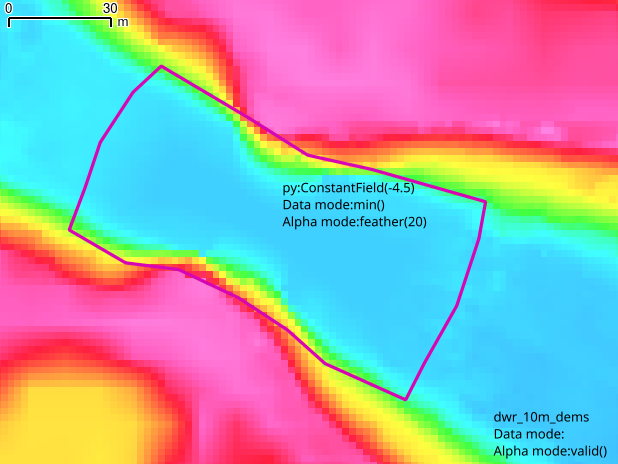 0 30
m
py:ConstantField(-4.5)
Data mode:min()
Alpha mode:feather(20)
dwr_10m_dems
Data mode:
Alpha mode:valid()